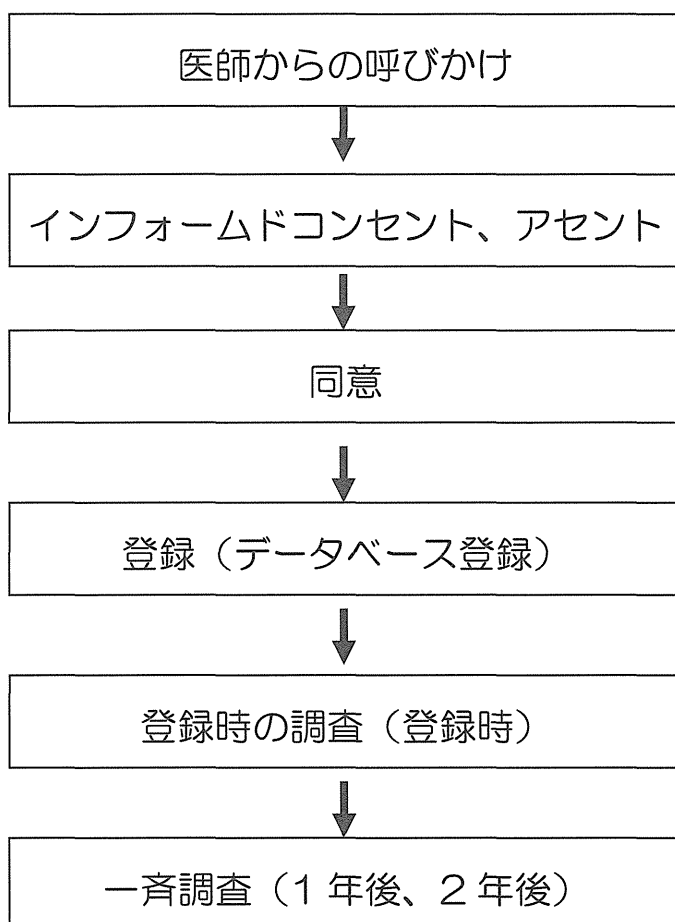 医師からの呼びかけ
インフォームドコンセント、アセント
同意
登録（データベース登録）
登録時の調査（登録時）
一斉調査（1年後、2年後）